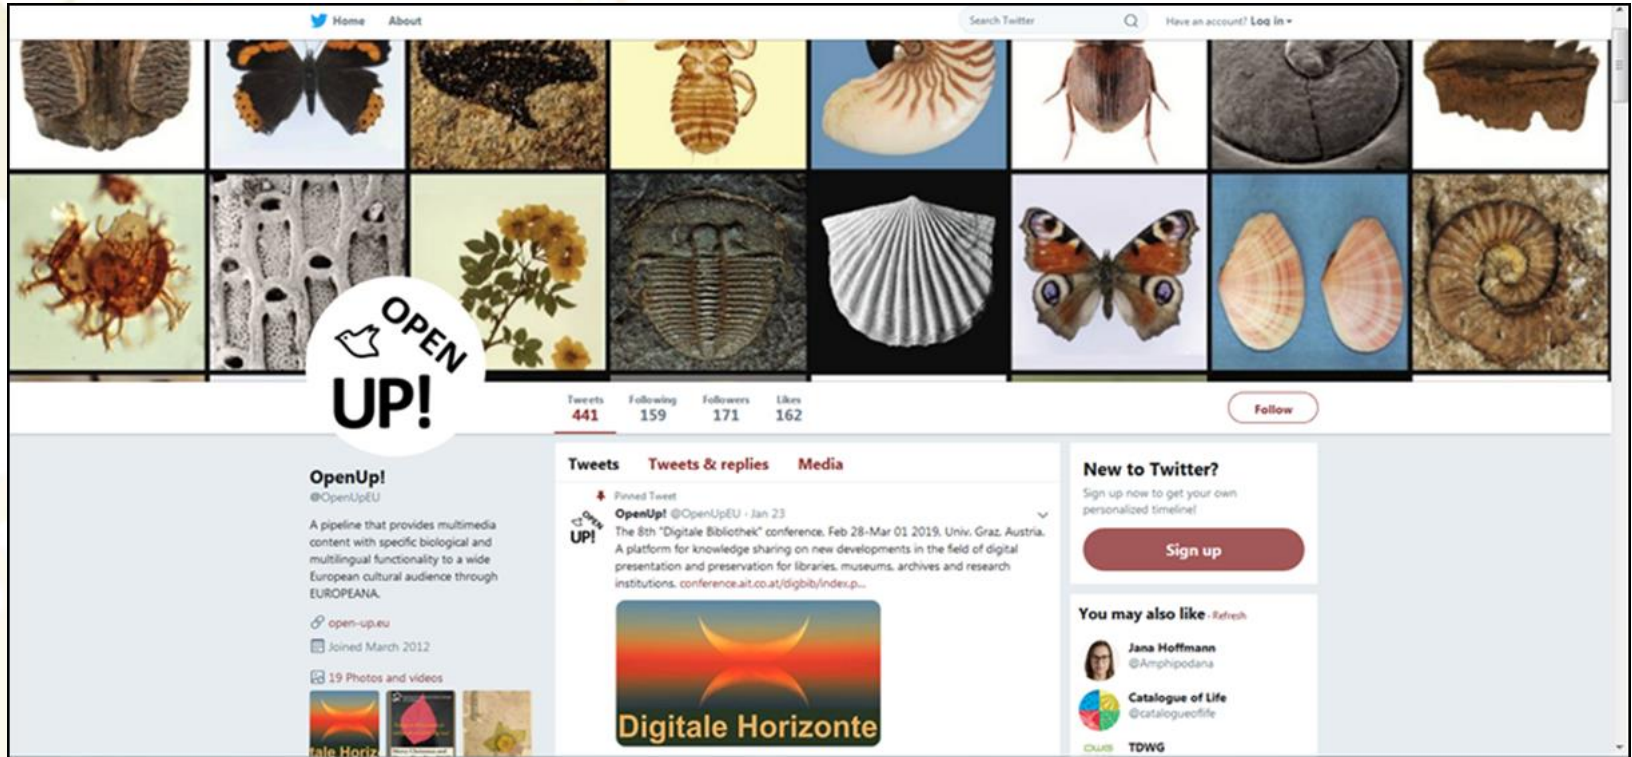 Home About
Search Twitter
Have an account? Log in
OPEN
UP!
Tweets Following Followers Likes
441 159 171 162
Follow
OpenUp!
@OpenUpEU
A pipeline that provides multimedia
content with specific biological and
multilingual functionality to a wide
European cultural audience through
EUROPEANA.
open-up.eu
Joined March 2012
19 Photos and videos
tale Horiz
Tweets Tweets & replies Media
Pinned Tweet
OPEN
UP!
OpenUp! @OpenUpEU - Jan 23
The 8th "Digitale Bibliothek" conference, Feb 28-Mar 01 2019, Univ. Graz, Austria.
A platform for knowledge sharing on new developments in the field of digital
presentation and preservation for libraries, museums, archives and research
institutions. conference.ait.co.at/digbib/index.p...
Digitale Horizonte
New to Twitter?
Sign up now to get your own
personalized timeline!
Sign up
You may also like · Refresh
Jana Hoffmann
@Amphipodana
Catalogue of Life
@catalogueoflife
TDWG